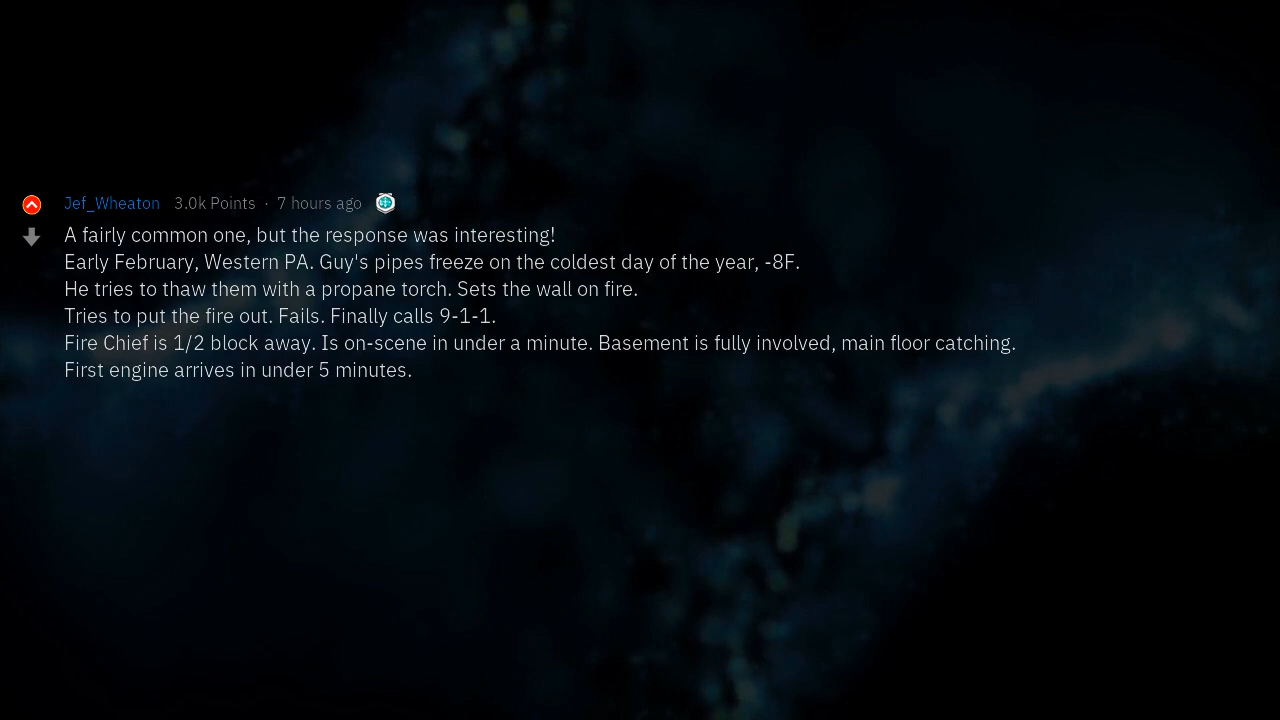 Jef_Wheaton 3.0k Points · 7 hours ago
A fairly common one, but the response was interesting!
Early February, Western PA. Guy's pipes freeze on the coldest day of the year, -8F.
He tries to thaw them with a propane torch. Sets the wall on fire.
Tries to put the fire out. Fails. Finally calls 9-1-1.
Fire Chief is 1/2 block away. Is on-scene in under a minute. Basement is fully involved, main floor catching.
First engine arrives in under 5 minutes.